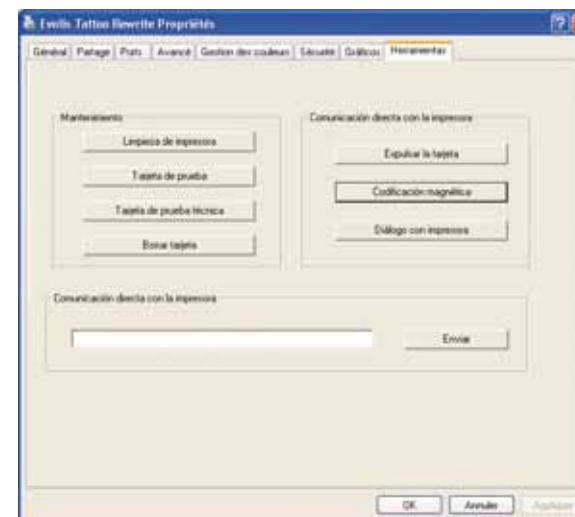 Evolis Tattoo Rewrite Propriétés
Général Partage Ports Avancé Gestion des couleurs Sécurité Gráficos Herramientas
Mantenimiento
Limpieza de impresora
Tarjeta de prueba
Tarjeta de prueba técnica
Borrar tarjeta
Comunicación directa con la impresora
Expulsar la tarjeta
Codificación magnética
Diálogo con impresora
Comunicación directa con la impresora
Enviar
OK Annuler Appliquer